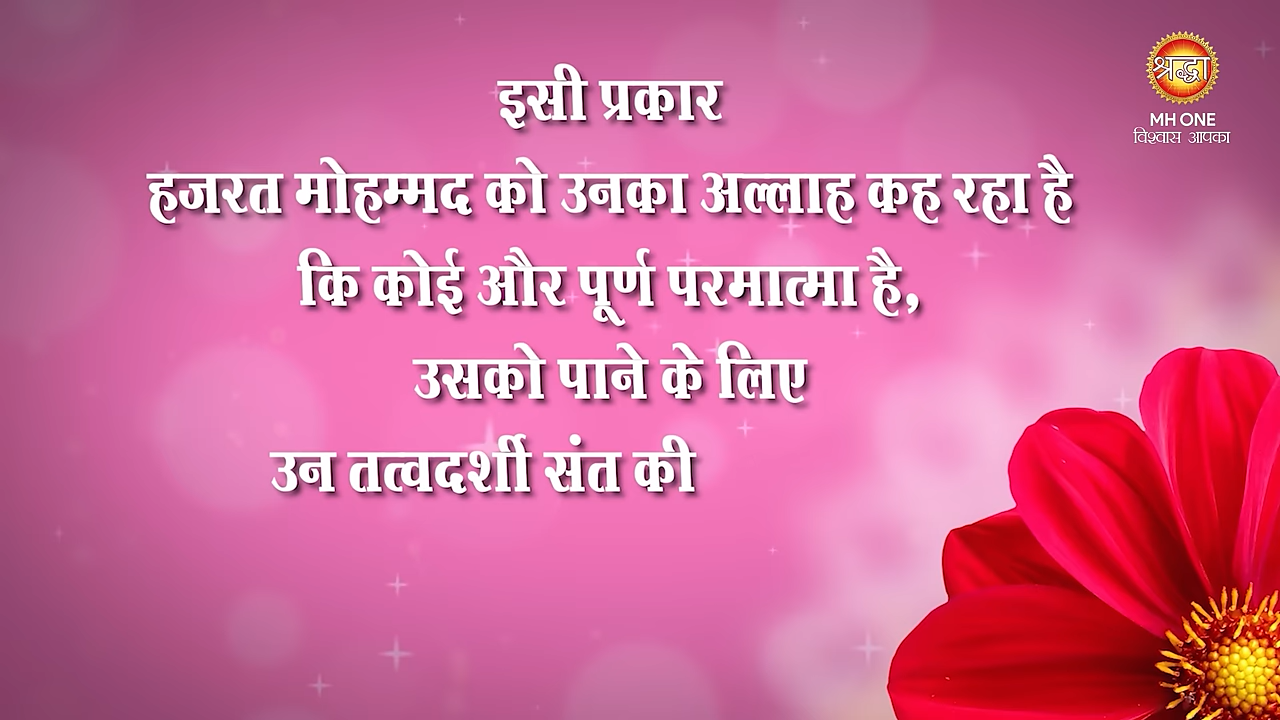 इसी प्रकार
हजरत मोहम्मद को उनका अल्लाह कह रहा है
कि कोई और पूर्ण परमात्मा है,
उसको पाने के लिए
उन तत्वदर्शी संत की
श्रद्धा
MH ONE
विश्वास आपका